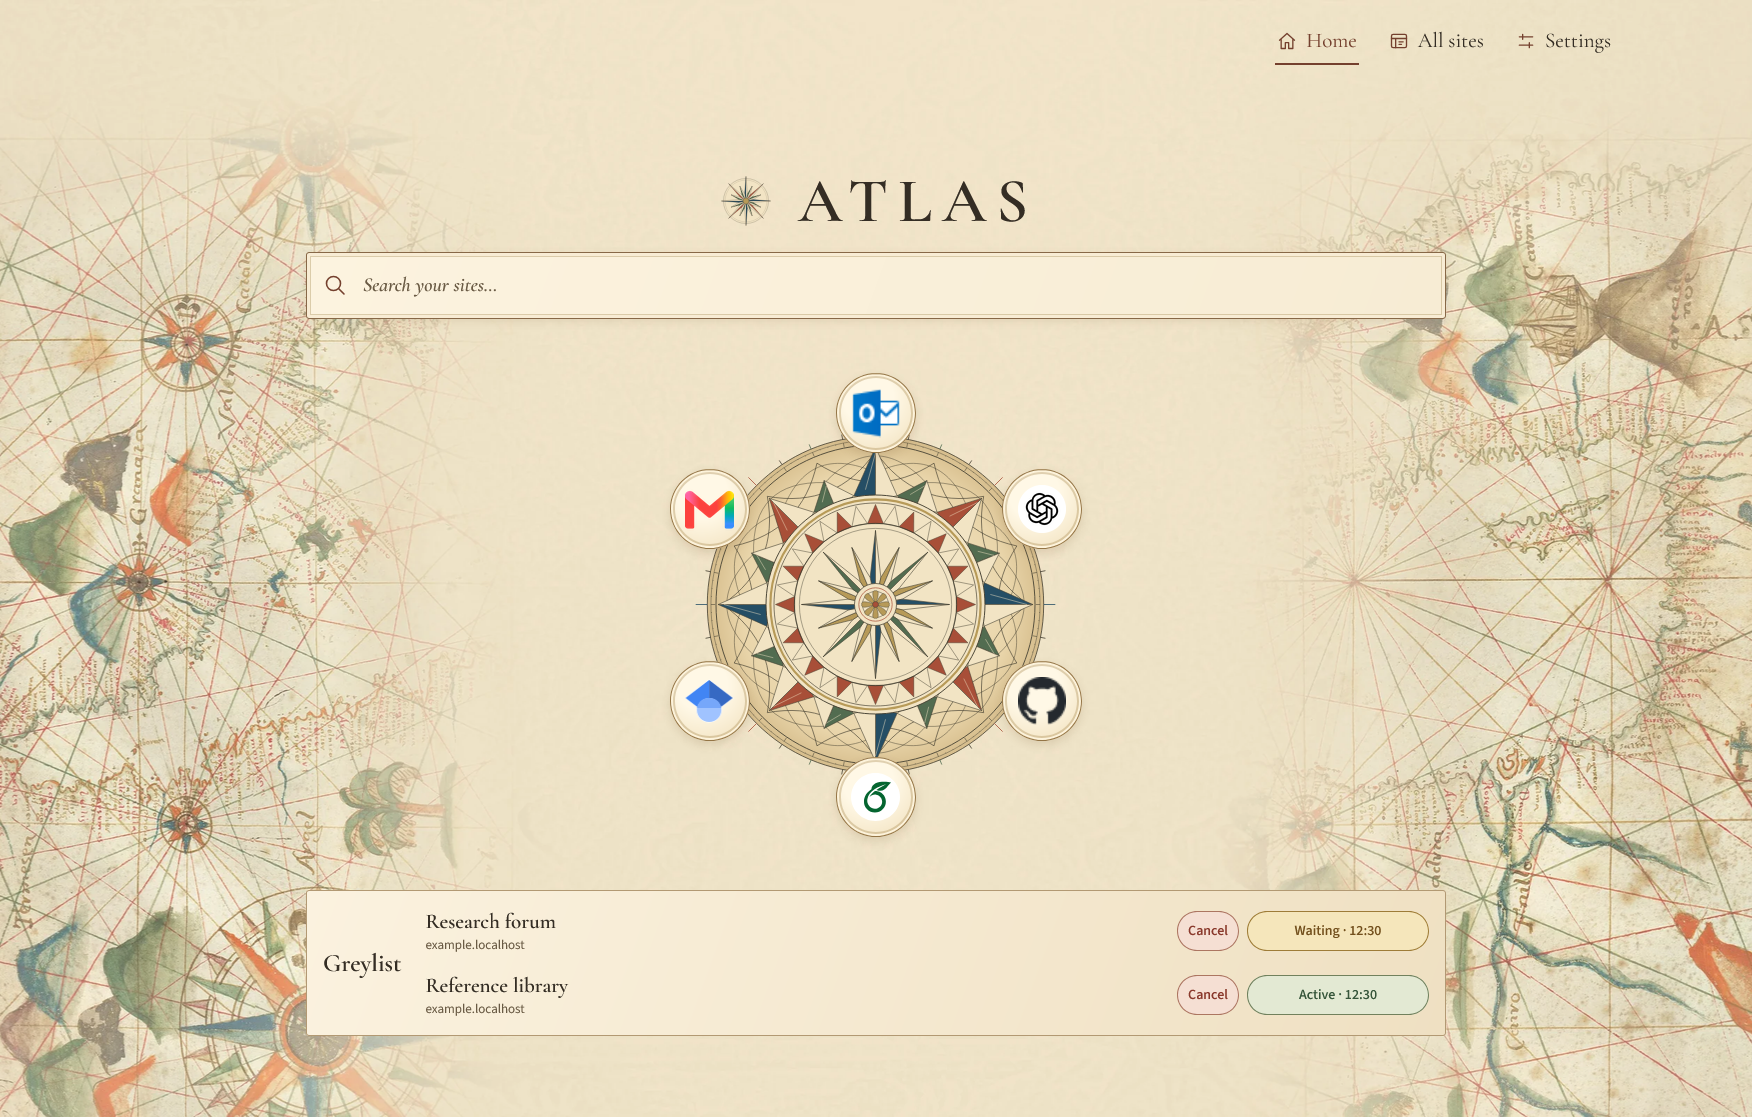 Home
All sites
Settings
ATLAS
Search your sites...
Greylist
Research forum
example.localhost
Cancel
Waiting · 12:30
Reference library
example.localhost
Cancel
Active · 12:30